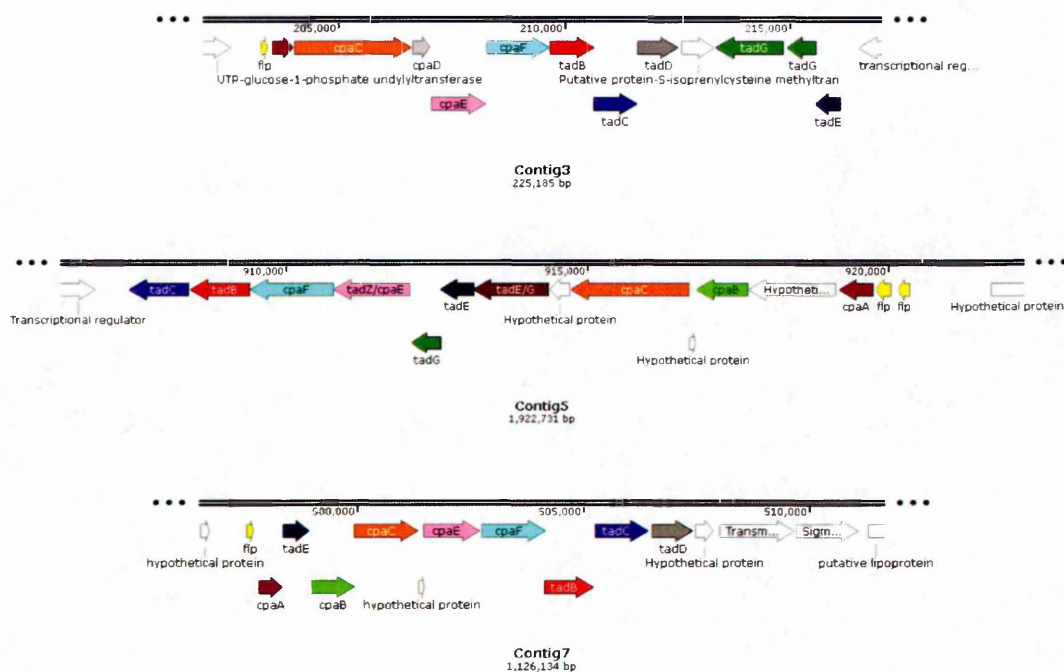 205,000 210,000 215,000
flp cpaC cpaD cpaF tadB tadD tadG tadG
UTP-glucose-1-phosphate uridylyltransferase Putative protein-S-isoprenylcysteine methyltran transcriptional reg...
cpaE tadC tadE
Contig3
225,185 bp
910,000 915,000 920,000
tadC tadB cpaF tadZ/cpaE tadE tadE/G cpaC cpaB Hypotheti... cpaA flp flp
Transcriptional regulator Hypothetical protein Hypothetical protein
tadG Hypothetical protein
Contig5
1,922,731 bp
500,000 505,000 510,000
flp tadE cpaC cpaE cpaF tadC tadD Transm... Sigm...
hypothetical protein Hypothetical protein putative lipoprotein
cpaA cpaB hypothetical protein tadB
Contig7
1,126,134 bp